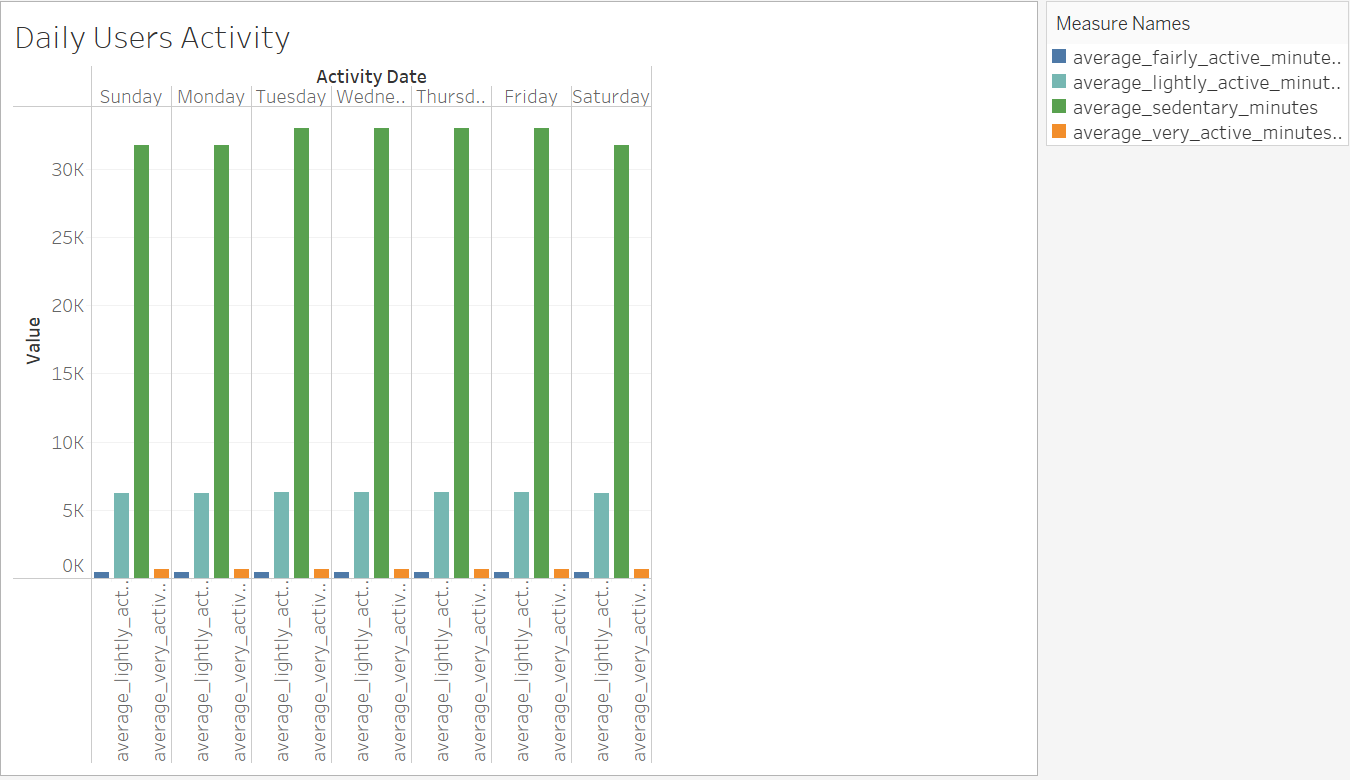 Daily Users Activity
Activity Date
Sunday Monday Tuesday Wedne.. Thursd.. Friday Saturday
30K
25K
20K
15K
10K
5K
0K
Value
average_lightly_act..
average_very_activ..
average_lightly_act..
average_very_activ..
average_lightly_act..
average_very_activ..
average_lightly_act..
average_very_activ..
average_lightly_act..
average_very_activ..
average_lightly_act..
average_very_activ..
average_lightly_act..
average_very_activ..
Measure Names
average_fairly_active_minute..
average_lightly_active_minut..
average_sedentary_minutes
average_very_active_minutes..